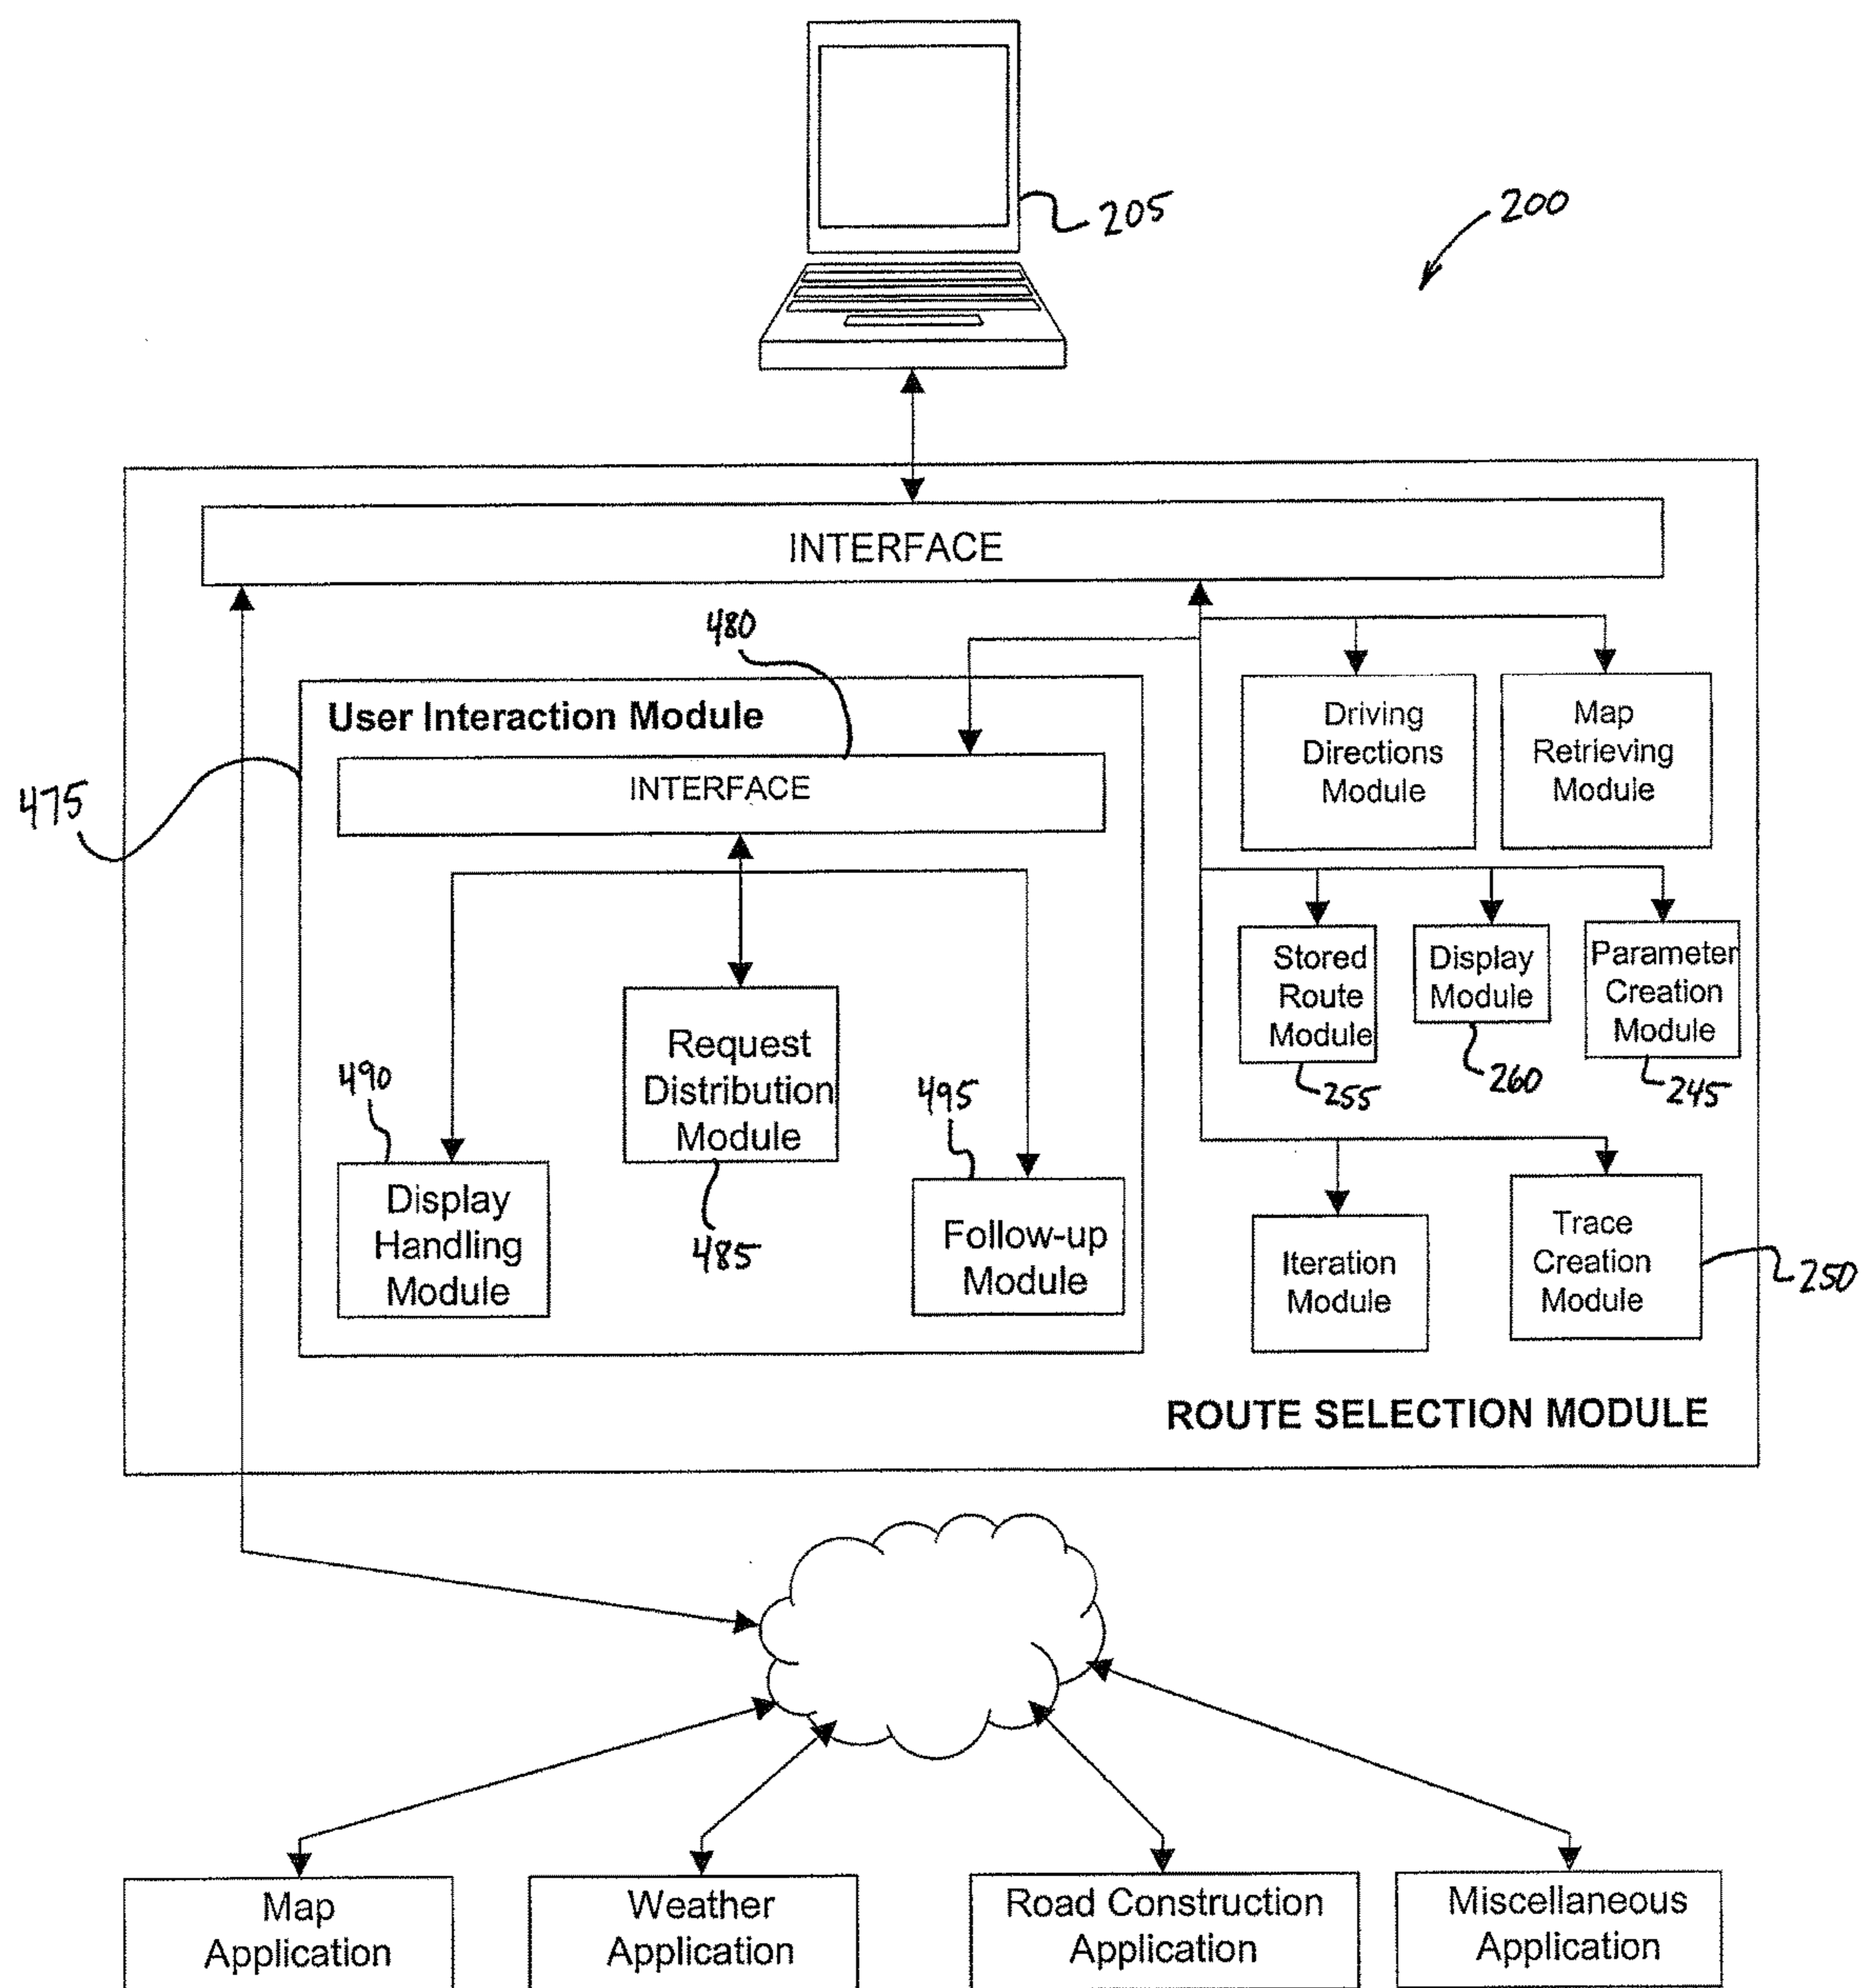 205
200
INTERFACE
480
User Interaction Module
INTERFACE
475
Driving
Directions
Module
Map
Retrieving
Module
Stored
Route
Module
255
Display
Module
260
Parameter
Creation
Module
245
490
Display
Handling
Module
Request
Distribution
Module
485
495
Follow-up
Module
Iteration
Module
Trace
Creation
Module
250
ROUTE SELECTION MODULE
Map
Application
Weather
Application
Road Construction
Application
Miscellaneous
Application